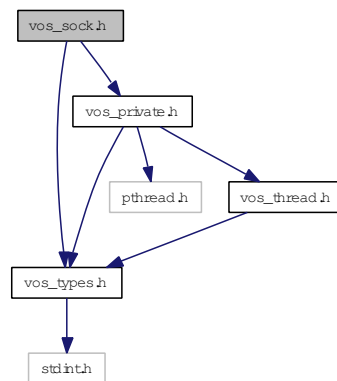 vos_sock.h
vos_private.h
pthread.h
vos_thread.h
vos_types.h
stdint.h